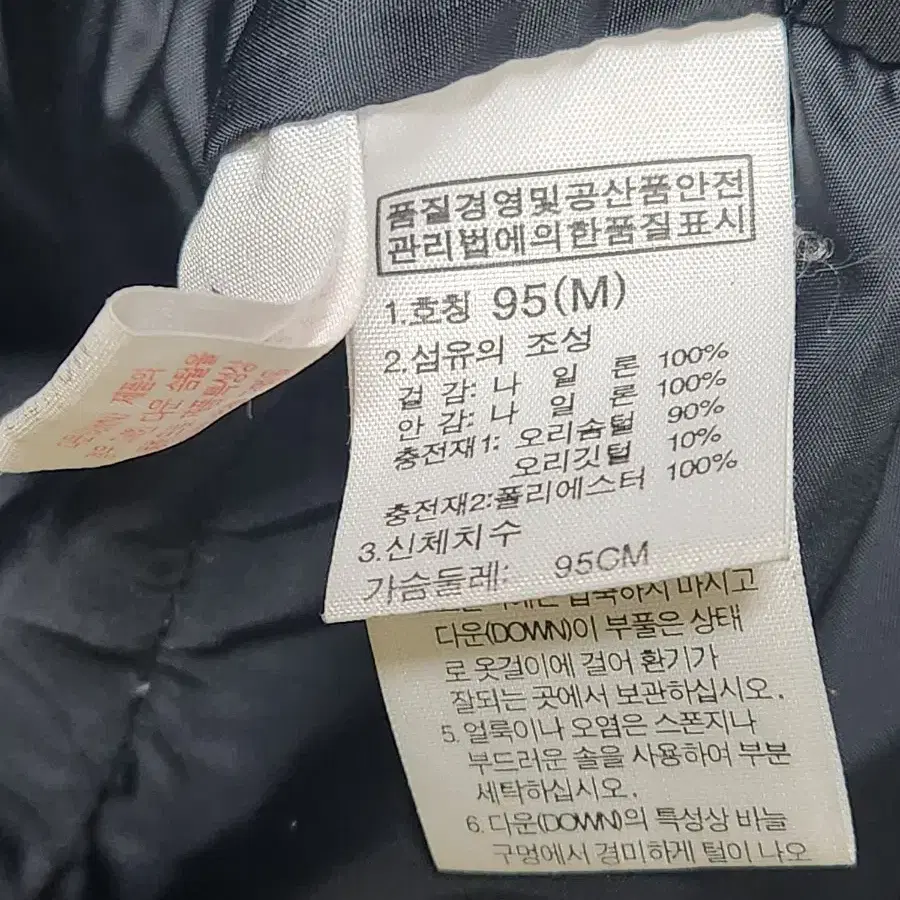 품질경영및공산품안전
관리법에의한품질표시
1.호칭 95(M)
2.섬유의 조성
겉 감: 나 일 론 100%
안 감: 나 일 론 100%
충전재1: 오리솜털 90%
오리깃털 10%
충전재2:폴리에스터 100%
3.신체치수
가슴둘레: 95CM
압축하지 마시고
다운(DOWN)이 부풀은 상태
로 옷걸이에 걸어 환기가
잘되는 곳에서 보관하십시오.
5. 얼룩이나 오염은 스폰지나
부드러운 솔을 사용하여 부분
세탁하십시오.
6. 다운(DOWN)의 특성상 바늘
구멍에서 경미하게 털이 나오